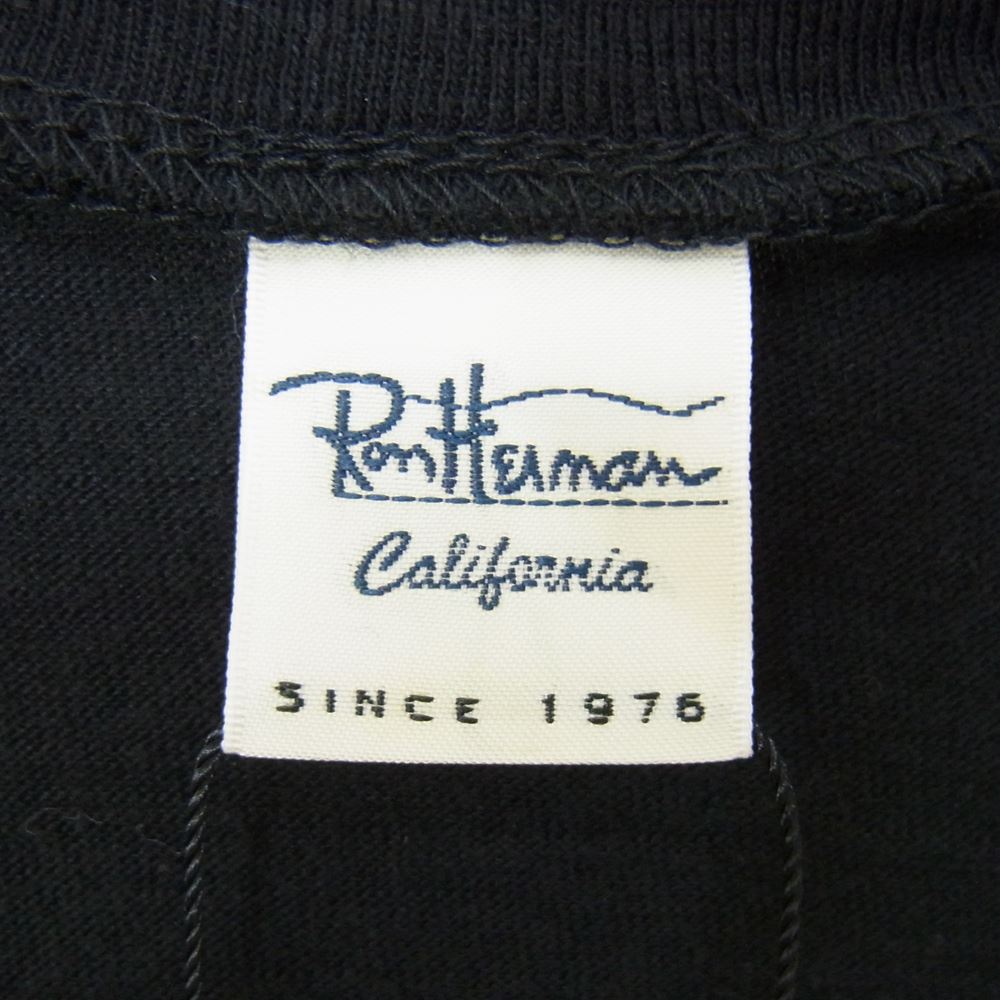 Ron Herman
California
SINCE 1976